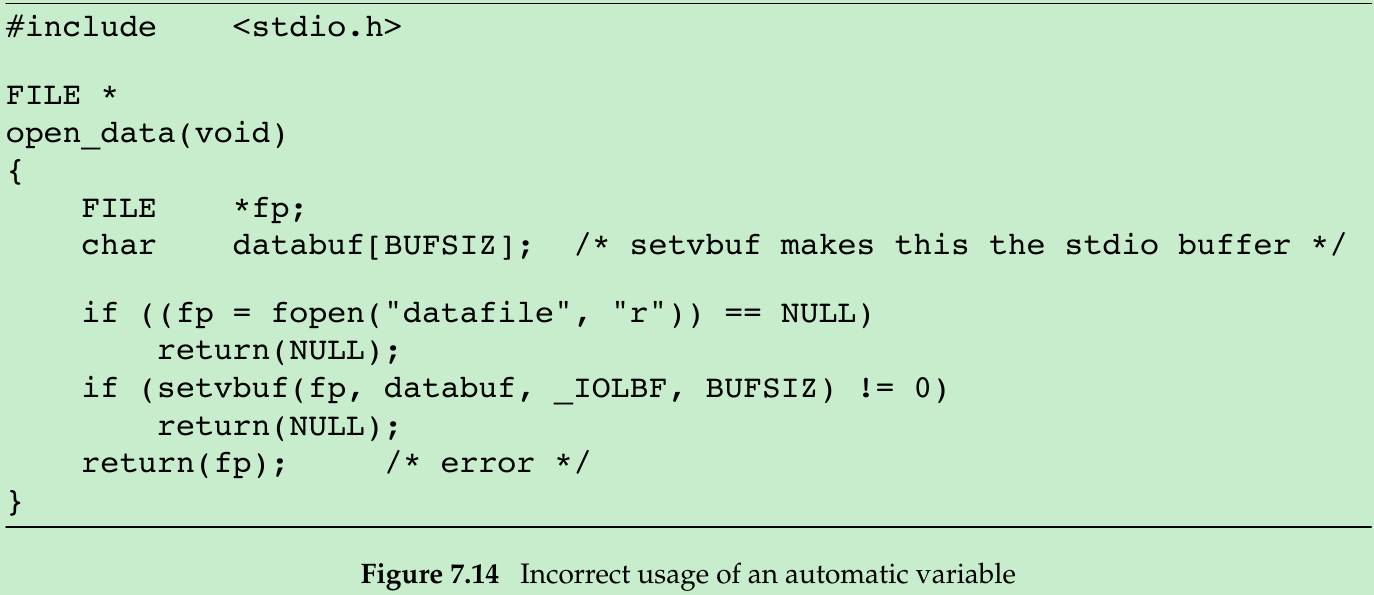 #include    <stdio.h>
FILE *
open_data(void)
{
    FILE    *fp;
    char    databuf[BUFSIZ];  /* setvbuf makes this the stdio buffer */
    if ((fp = fopen("datafile", "r")) == NULL)
        return(NULL);
    if (setvbuf(fp, databuf, _IOLBF, BUFSIZ) != 0)
        return(NULL);
    return(fp);     /* error */
}
Figure 7.14   Incorrect usage of an automatic variable